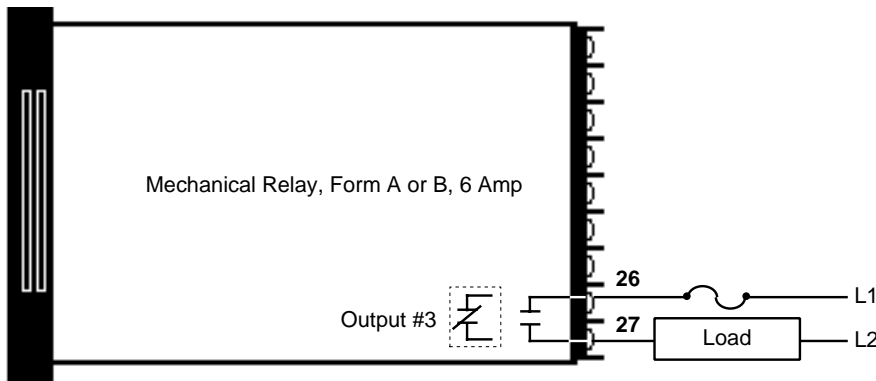 Mechanical Relay, Form A or B, 6 Amp
26
L1
Output #3
27
Load
L2